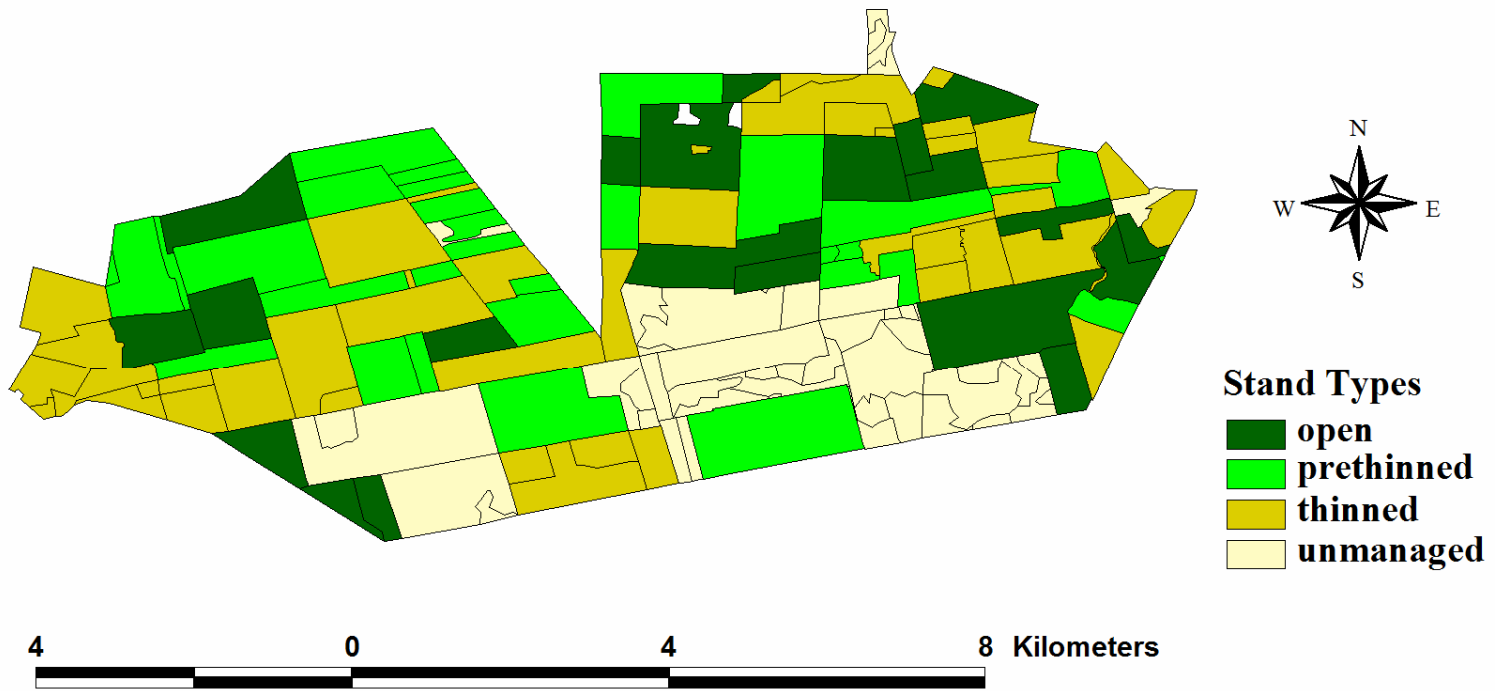 N
W E
S
Stand Types
open
prethinned
thinned
unmanaged
4 0 4 8 Kilometers